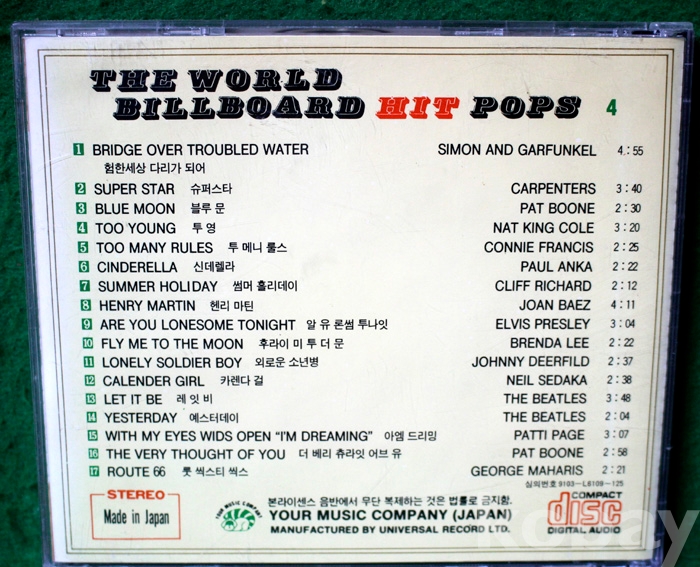 THE WORLD
BILLBOARD HIT POPS 4
1 BRIDGE OVER TROUBLED WATER SIMON AND GARFUNKEL 4:55
험한세상 다리가 되어
2 SUPER STAR 슈퍼스타 CARPENTERS 3:40
3 BLUE MOON 블루 문 PAT BOONE 2:30
4 TOO YOUNG 투 영 NAT KING COLE 3:20
5 TOO MANY RULES 투 메니 룰스 CONNIE FRANCIS 2:25
6 CINDERELLA 신데렐라 PAUL ANKA 2:22
7 SUMMER HOLIDAY 썸머 홀리데이 CLIFF RICHARD 2:12
8 HENRY MARTIN 헨리 마틴 JOAN BAEZ 4:11
9 ARE YOU LONESOME TONIGHT 알 유 론썸 투나잇 ELVIS PRESLEY 3:04
10 FLY ME TO THE MOON 후라이 미 투 더 문 BRENDA LEE 2:22
11 LONELY SOLDIER BOY 외로운 소년병 JOHNNY DEERFILD 2:37
12 CALENDER GIRL 카렌다 걸 NEIL SEDAKA 2:38
13 LET IT BE 레 잇 비 THE BEATLES 3:48
14 YESTERDAY 예스터데이 THE BEATLES 2:04
15 WITH MY EYES WIDS OPEN "I'M DREAMING" 아엠 드리밍 PATTI PAGE 3:07
16 THE VERY THOUGHT OF YOU 더 베리 츄라잇 어브 유 PAT BOONE 2:58
17 ROUTE 66 룻 씩스티 씩스 GEORGE MAHARIS 2:21
심의번호 9103-L6109-125
STEREO
Made in Japan
YOUR MUSIC COMPANY
본라이센스 음반에서 무단 복제하는 것은 법률로 금지함.
YOUR MUSIC COMPANY (JAPAN)
MANUFACTURED BY UNIVERSAL RECORD LTD.
COMPACT
disc
DIGITAL AUDIO